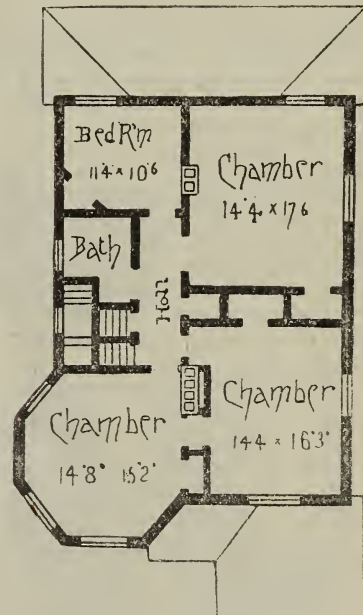 Bed R'm
11'4 × 10'6
Chamber
14'4 × 17 6
Bath
Hall
Chamber
14 4 × 16'3"
Chamber
14'8" 15'2"